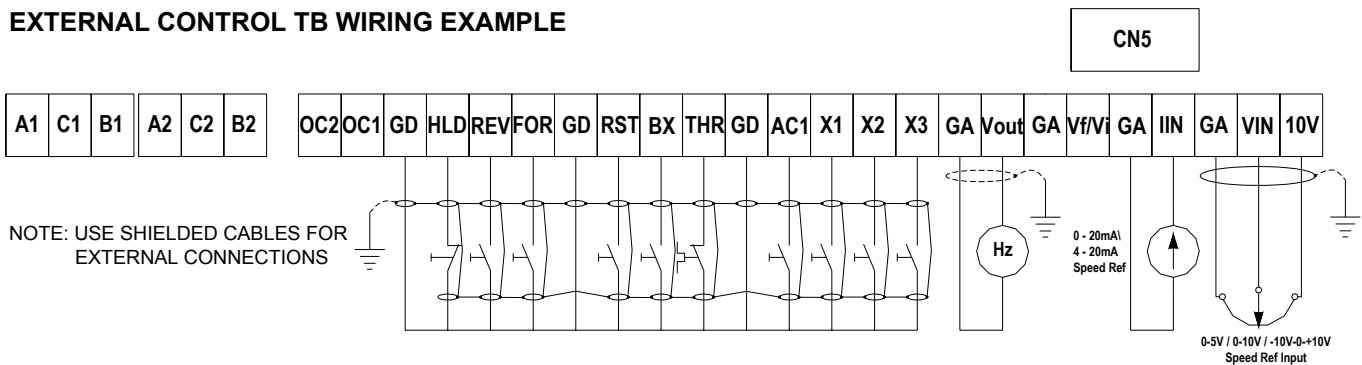 EXTERNAL CONTROL TB WIRING EXAMPLE
CN5
A1 C1 B1 A2 C2 B2 OC2 OC1 GD HLD REV FOR GD RST BX THR GD AC1 X1 X2 X3 GA Vout GA Vf/Vi GA IIN GA VIN 10V
NOTE: USE SHIELDED CABLES FOR
EXTERNAL CONNECTIONS
Hz
0 - 20mA\
4 - 20mA
Speed Ref
0-5V / 0-10V / -10V-0-+10V
Speed Ref Input